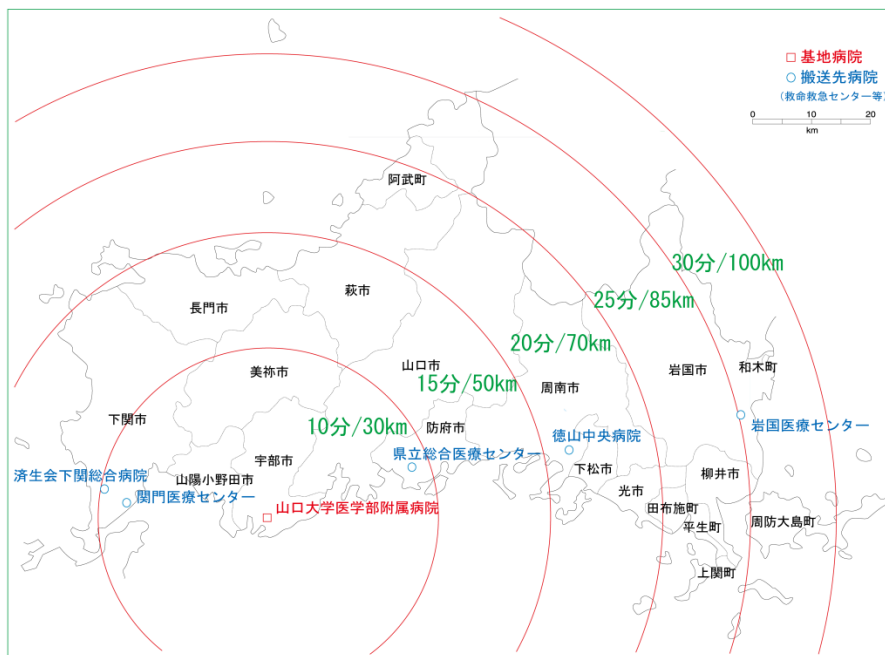 □ 基地病院
○ 搬送先病院
(救命救急センター等)
0 10 20
km
阿武町
30分/100km
25分/85km
長門市
萩市
20分/70km
美祢市
山口市
15分/50km
周南市
岩国市
和木町
下関市
10分/30km
防府市
徳山中央病院
岩国医療センター
済生会下関総合病院
山陽小野田市
宇部市
県立総合医療センター
下松市
柳井市
関門医療センター
光市
山口大学医学部附属病院
田布施町
平生町
周防大島町
上関町